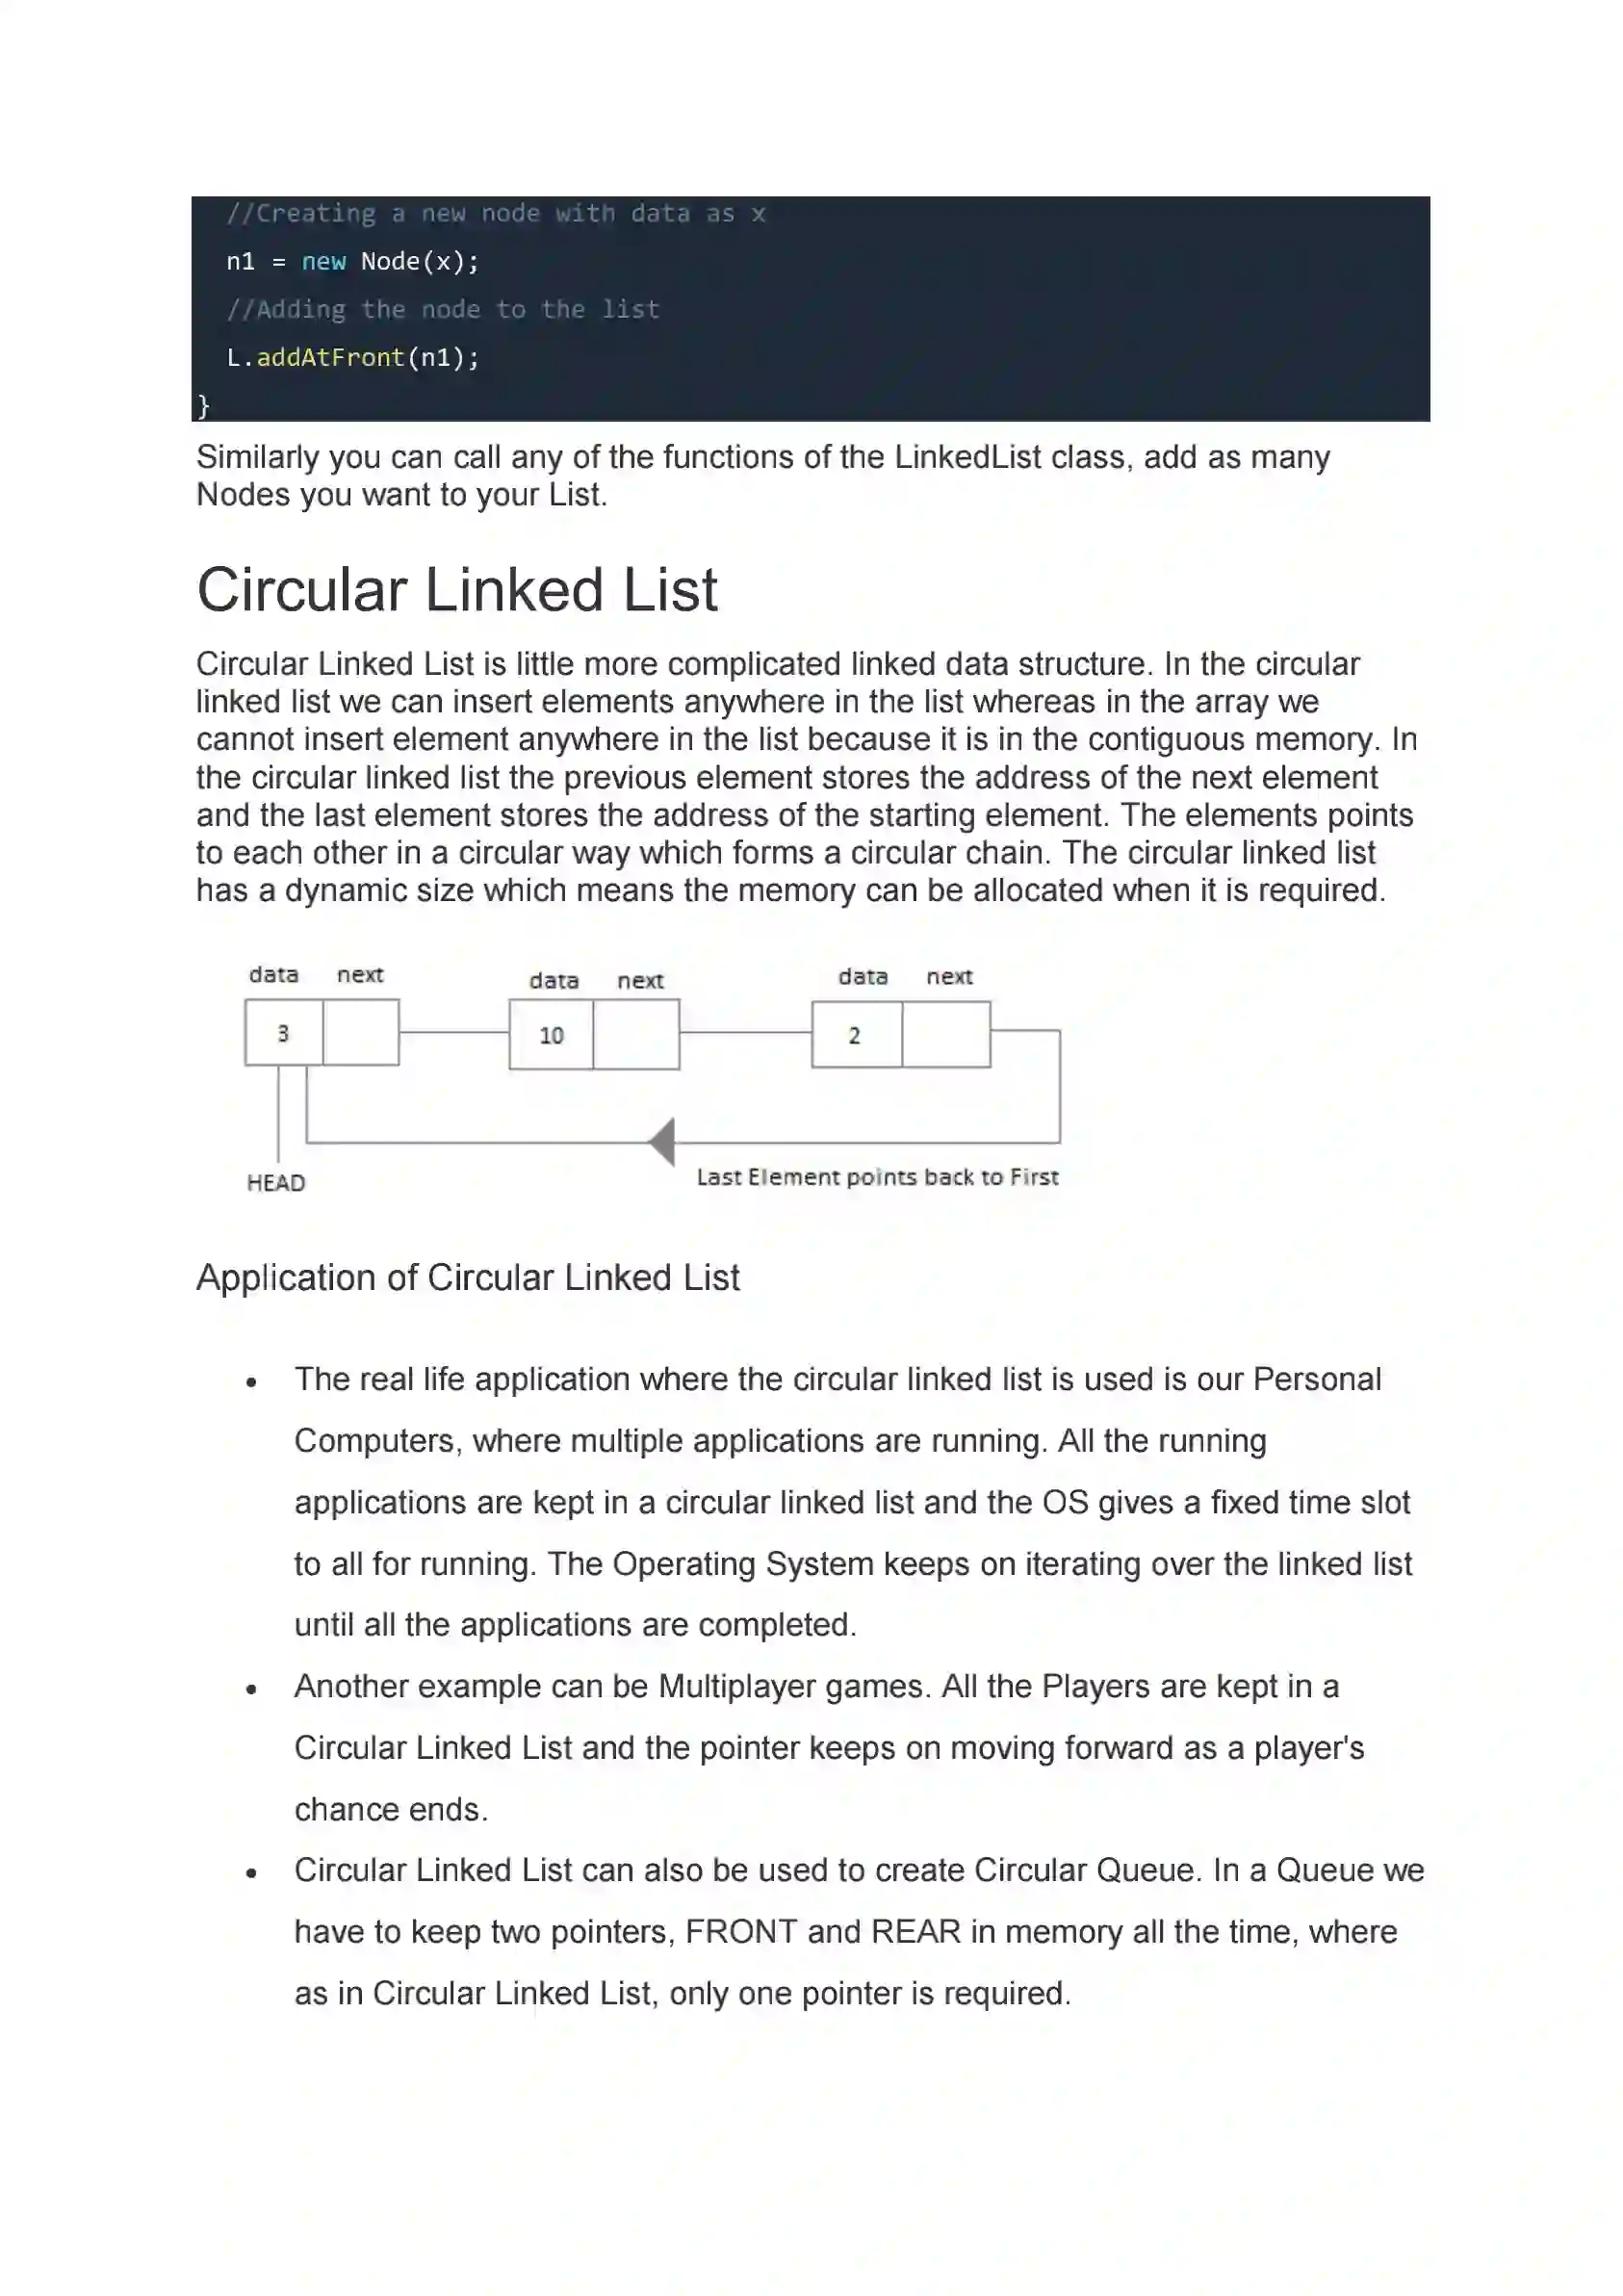 //Creating a new node with data as x
n1 = new Node(x);
//Adding the node to the list
L.addAtFront(n1);
}
Similarly you can call any of the functions of the LinkedList class, add as many
Nodes you want to your List.
Circular Linked List
Circular Linked List is little more complicated linked data structure. In the circular
linked list we can insert elements anywhere in the list whereas in the array we
cannot insert element anywhere in the list because it is in the contiguous memory. In
the circular linked list the previous element stores the address of the next element
and the last element stores the address of the starting element. The elements points
to each other in a circular way which forms a circular chain. The circular linked list
has a dynamic size which means the memory can be allocated when it is required.
data next data next data next
3 10 2
HEAD Last Element points back to First
Application of Circular Linked List
• The real life application where the circular linked list is used is our Personal
Computers, where multiple applications are running. All the running
applications are kept in a circular linked list and the OS gives a fixed time slot
to all for running. The Operating System keeps on iterating over the linked list
until all the applications are completed.
• Another example can be Multiplayer games. All the Players are kept in a
Circular Linked List and the pointer keeps on moving forward as a player's
chance ends.
• Circular Linked List can also be used to create Circular Queue. In a Queue we
have to keep two pointers, FRONT and REAR in memory all the time, where
as in Circular Linked List, only one pointer is required.